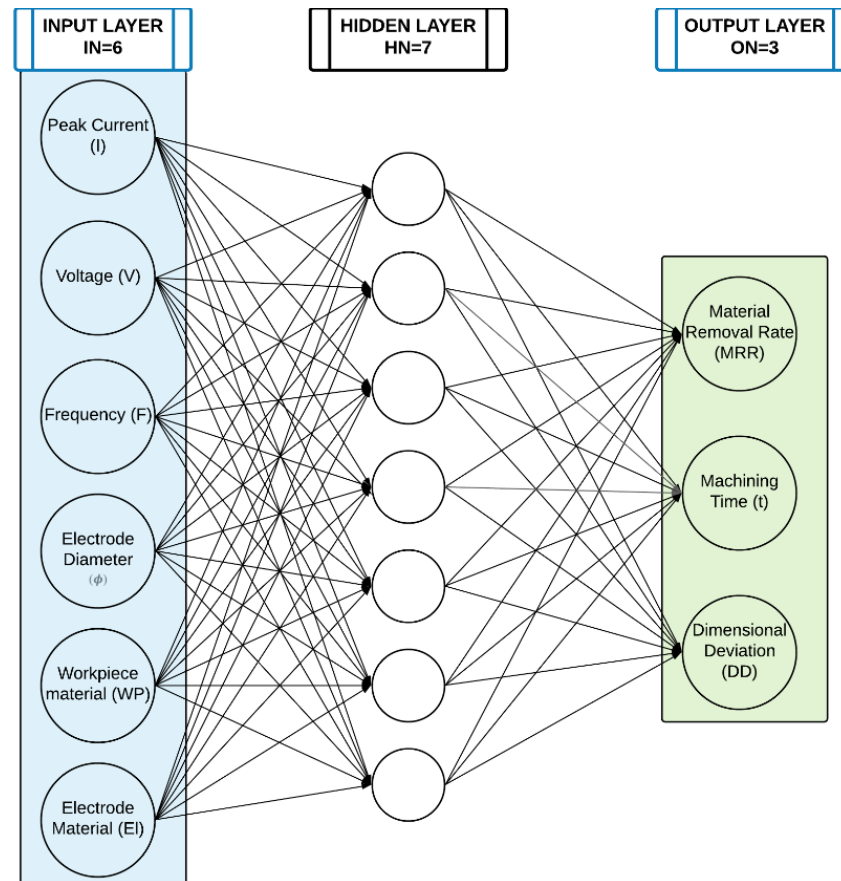 INPUT LAYER
IN=6
HIDDEN LAYER
HN=7
OUTPUT LAYER
ON=3
Peak Current
(I)
Voltage (V)
Frequency (F)
Electrode
Diameter
(ϕ)
Workpiece
material (WP)
Electrode
Material (El)
Material
Removal Rate
(MRR)
Machining
Time (t)
Dimensional
Deviation
(DD)